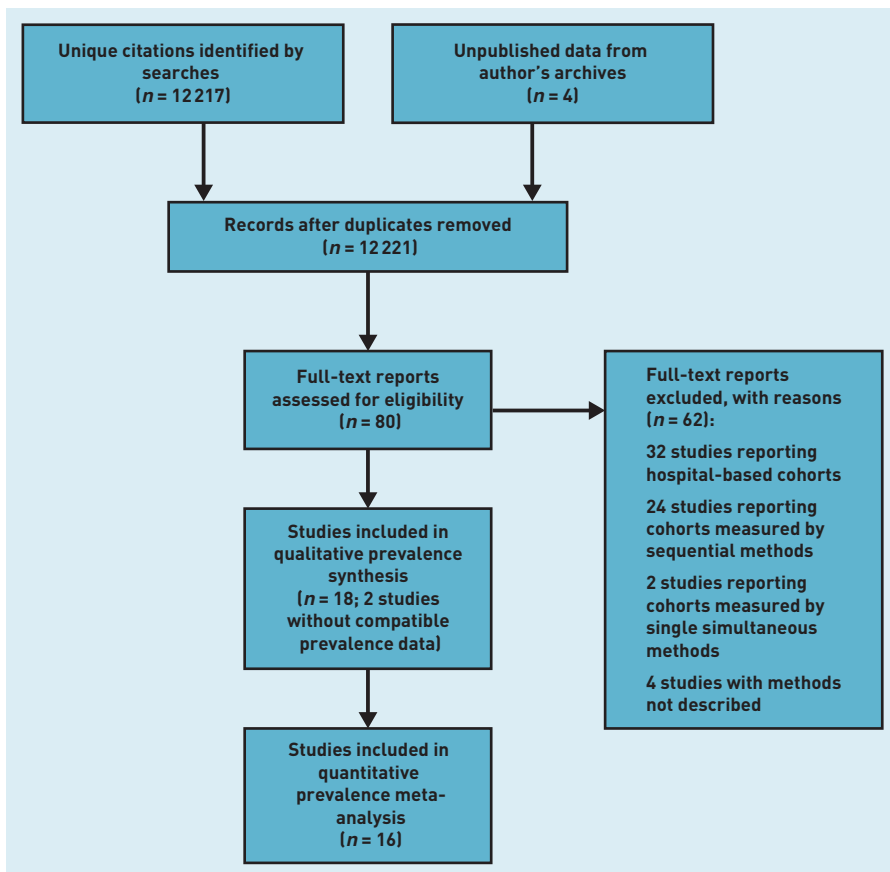 Unique citations identified by
searches
(n = 12 217)
Unpublished data from
author's archives
(n = 4)
Records after duplicates removed
(n = 12 221)
Full-text reports
assessed for eligibility
(n = 80)
Full-text reports
excluded, with reasons
(n = 62):
32 studies reporting
hospital-based cohorts
24 studies reporting
cohorts measured by
sequential methods
2 studies reporting
cohorts measured by
single simultaneous
methods
4 studies with methods
not described
Studies included in
qualitative prevalence
synthesis
(n = 18; 2 studies
without compatible
prevalence data)
Studies included in
quantitative
prevalence meta-
analysis
(n = 16)